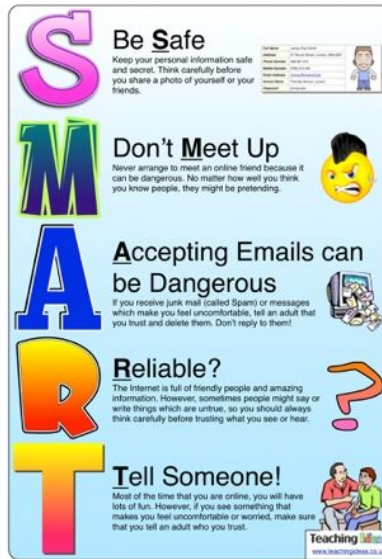 S
Be Safe
Keep your personal information safe
and secret. Think carefully before
you share a photo of yourself or your
friends.
M
Don't Meet Up
Never arrange to meet an online friend because it
can be dangerous. No matter how well you think
you know people, they might be pretending.
A
Accepting Emails can
be Dangerous
If you receive junk mail (called Spam) or messages
which make you feel uncomfortable, tell an adult that
you trust and delete them. Don't reply to them!
R
Reliable?
The Internet is full of friendly people and amazing
information. However, sometimes people might say or
write things which are untrue, so you should always
think carefully before trusting what you see or hear.
?
T
Tell Someone!
Most of the time that you are online, you will have
lots of fun. However, if you see something that
makes you feel uncomfortable or worried, make sure
that you tell an adult who you trust.
Teaching Ideas
www.teachingideas.co.uk